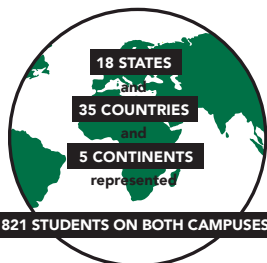 18 STATES
and
35 COUNTRIES
and
5 CONTINENTS
represented
821 STUDENTS ON BOTH CAMPUSES